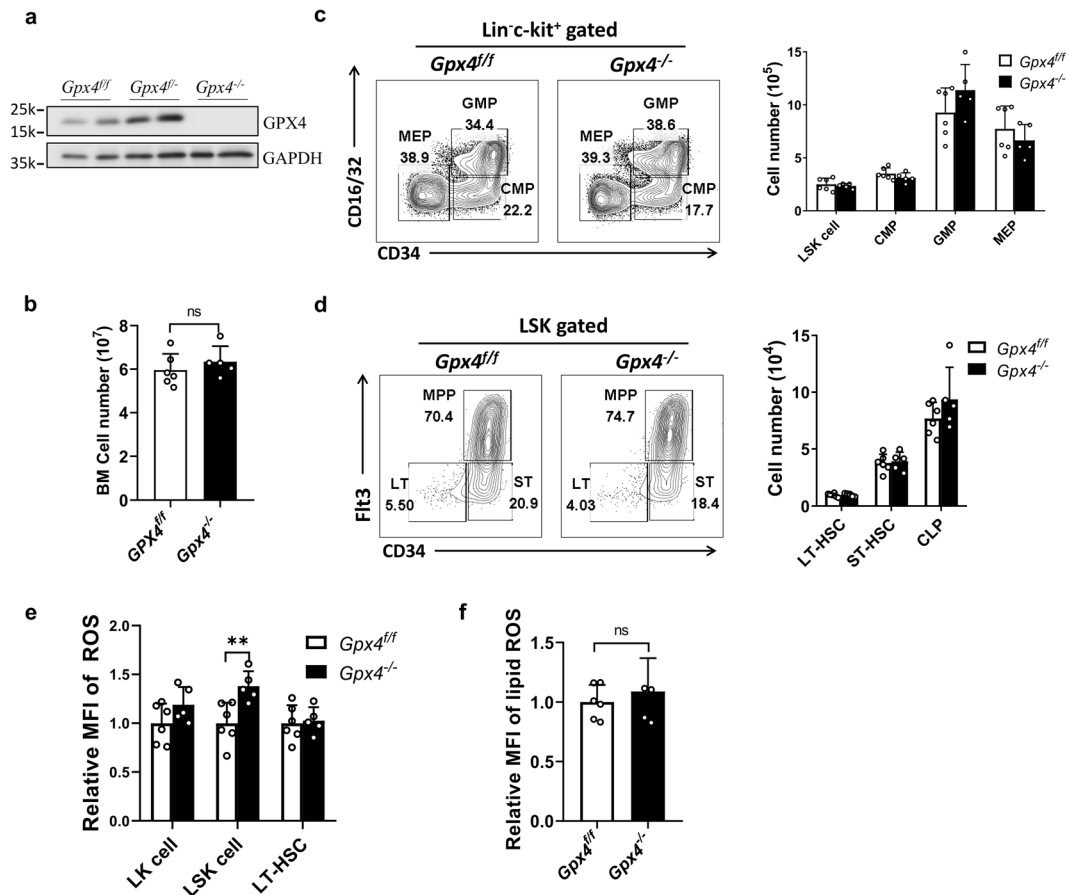 a
Gpx4f/f Gpx4f/- Gpx4-/-
25k
15k
GPX4
35k
GAPDH
b
ns
BM Cell number (10⁷)
8
6
4
2
0
GPX4f/f
Gpx4-/-
c
Lin⁻c-kit⁺ gated
Gpx4f/f Gpx4-/-
GMP
34.4
MEP
38.9
CMP
22.2
GMP
38.6
MEP
39.3
CMP
17.7
CD16/32
CD34
Cell number (10⁵)
15
10
5
0
LSK cell
CMP
GMP
MEP
Gpx4f/f
Gpx4-/-
d
LSK gated
Gpx4f/f Gpx4-/-
MPP
70.4
LT
5.50
ST
20.9
MPP
74.7
LT
4.03
ST
18.4
Flt3
CD34
Cell number (10⁴)
15
10
5
0
LT-HSC
ST-HSC
CLP
Gpx4f/f
Gpx4-/-
e
Relative MFI of ROS
2.0
1.5
1.0
0.5
0.0
**
LK cell
LSK cell
LT-HSC
Gpx4f/f
Gpx4-/-
f
Relative MFI of lipid ROS
1.5
1.0
0.5
0.0
ns
Gpx4f/f
Gpx4-/-